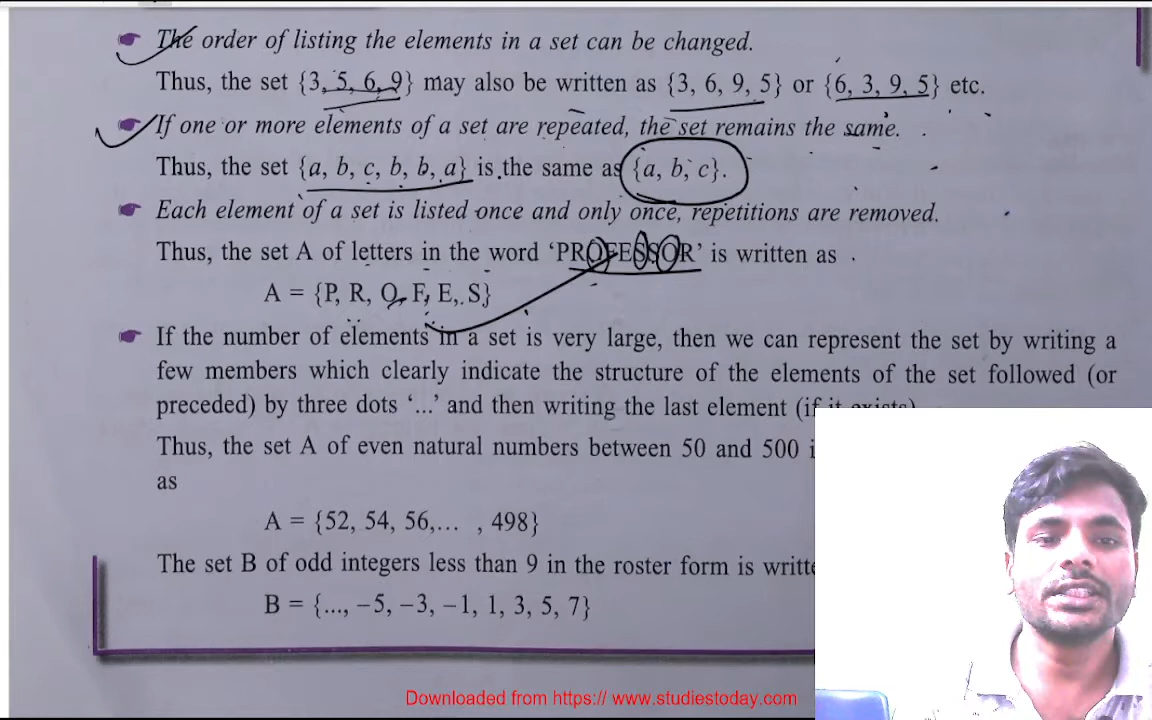 The order of listing the elements in a set can be changed.
Thus, the set {3, 5, 6, 9} may also be written as {3, 6, 9, 5} or {6, 3, 9, 5} etc.
If one or more elements of a set are repeated, the set remains the same.
Thus, the set {a, b, c, b, b, a} is the same as {a, b, c}.
Each element of a set is listed once and only once, repetitions are removed.
Thus, the set A of letters in the word ‘PROFESSOR’ is written as
A = {P, R, O, F, E, S}
If the number of elements in a set is very large, then we can represent the set by writing a
few members which clearly indicate the structure of the elements of the set followed (or
preceded) by three dots ‘...’ and then writing the last element (if it exists)
Thus, the set A of even natural numbers between 50 and 500
as
A = {52, 54, 56,... , 498}
The set B of odd integers less than 9 in the roster form is
B = {..., −5, −3, −1, 1, 3, 5, 7}
Downloaded from https:// www.studiestoday.com